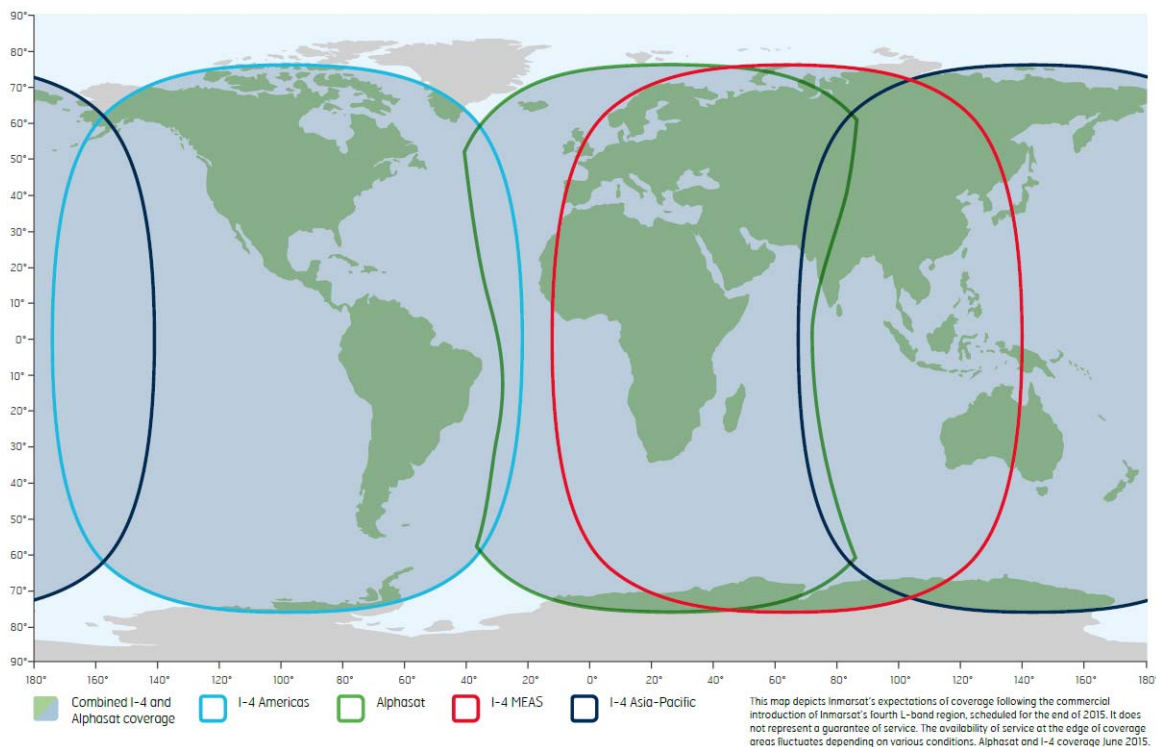 90°
80°
70°
60°
50°
40°
30°
20°
10°
0°
10°
20°
30°
40°
50°
60°
70°
80°
90°
180° 160° 140° 120° 100° 80° 60° 40° 20° 0° 20° 40° 60° 80° 100° 120° 140° 160° 180°
Combined I-4 and
Alphasat coverage
I-4 Americas
Alphasat
I-4 MEAS
I-4 Asia-Pacific
This map depicts Inmarsat's expectations of coverage following the commercial
introduction of Inmarsat's fourth L-band region, scheduled for the end of 2015. It does
not represent a guarantee of service. The availability of service at the edge of coverage
areas fluctuates depending on various conditions. Alphasat and I-4 coverage June 2015.